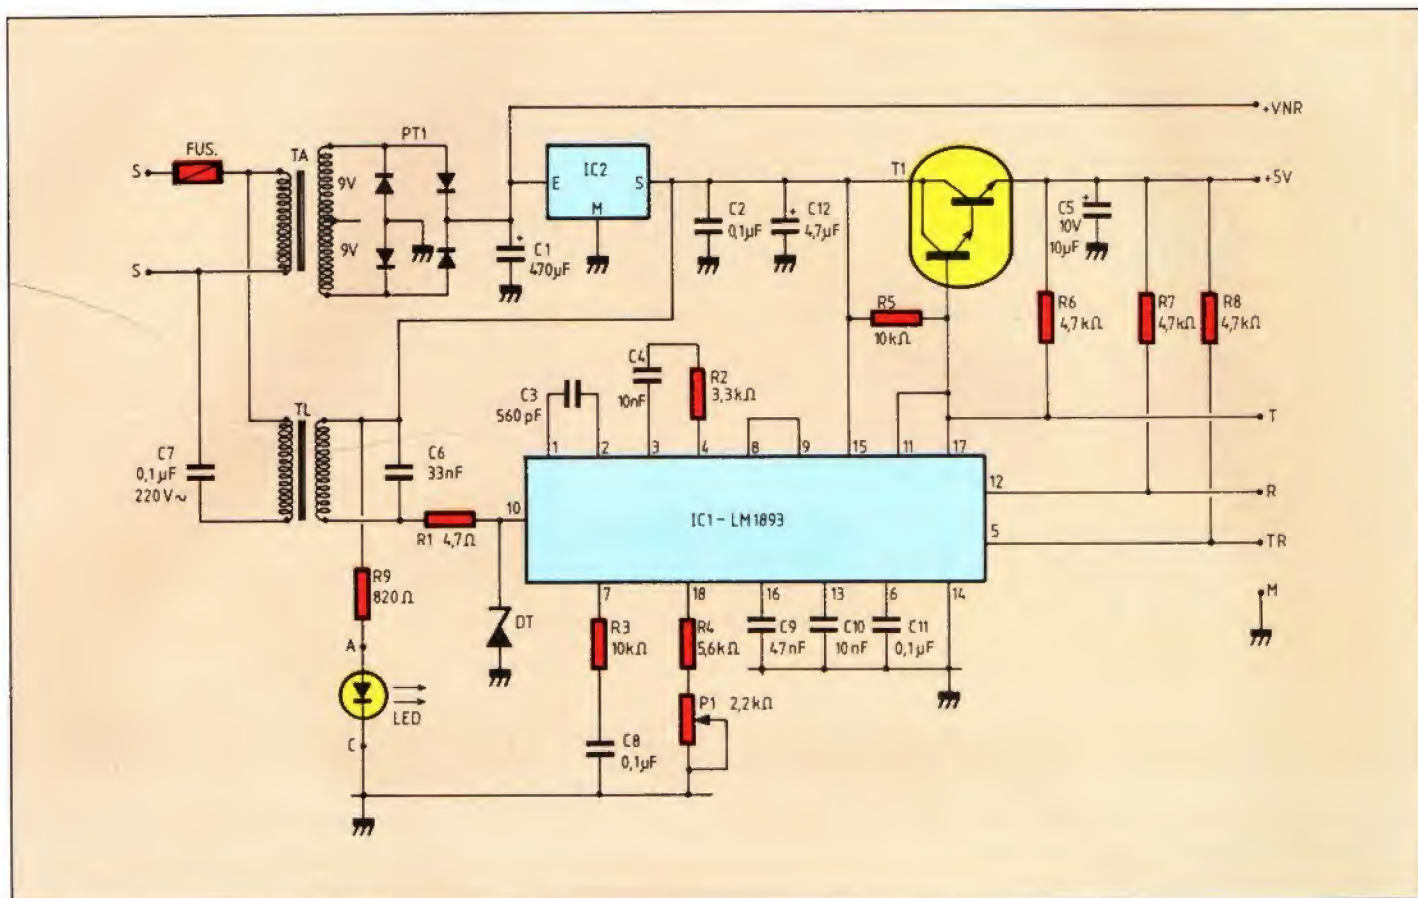 +VNR
FUS.
TA
PT1
S
9V
9V
S
IC2
E
S
M
C1
470µF
C2
0,1µF
C12
4,7µF
T1
+5V
C5
10V
10µF
R5
10kΩ
R6
4,7kΩ
R7
4,7kΩ
R8
4,7kΩ
C4
10nF
R2
3,3kΩ
C3
560pF
TL
C7
0,1µF
220V~
C6
33nF
T
1
2
3
4
8
9
15
11
17
R1 4,7Ω
10
IC1-LM1893
12
R
5
TR
7
18
16
13
6
14
M
R9
820Ω
DT
R3
10kΩ
R4
5,6kΩ
C9
47nF
C10
10nF
C11
0,1µF
A
LED
C
P1 2,2kΩ
C8
0,1µF